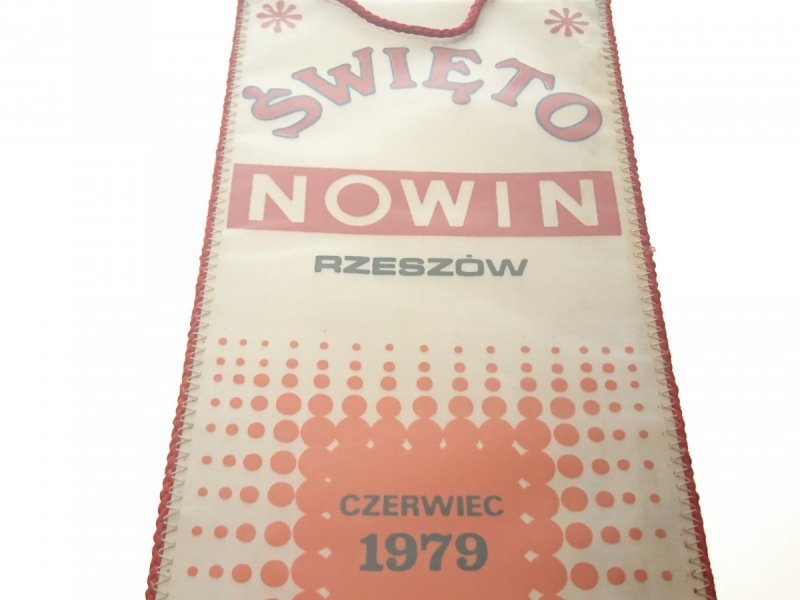 ŚWIĘTO
NOWIN
RZESZÓW
CZERWIEC
1979